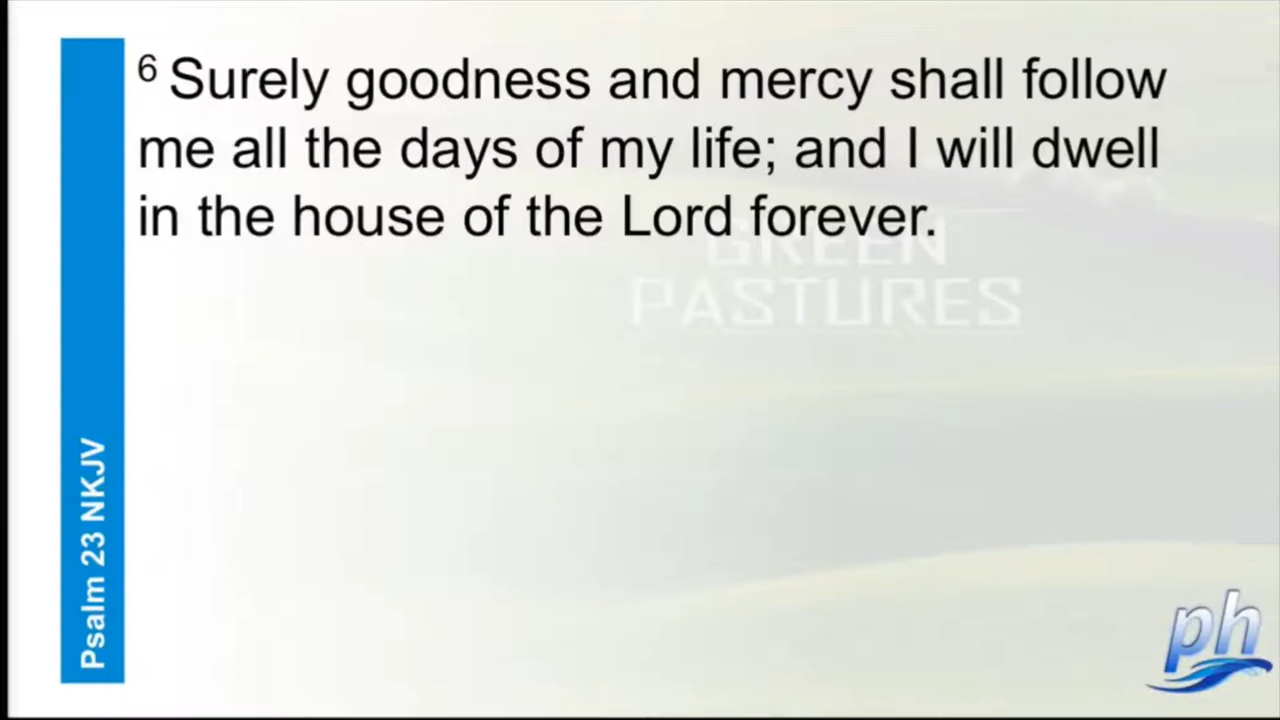 6 Surely goodness and mercy shall follow
me all the days of my life; and I will dwell
in the house of the Lord forever.
GREEN
PASTURES
Psalm 23 NKJV
ph